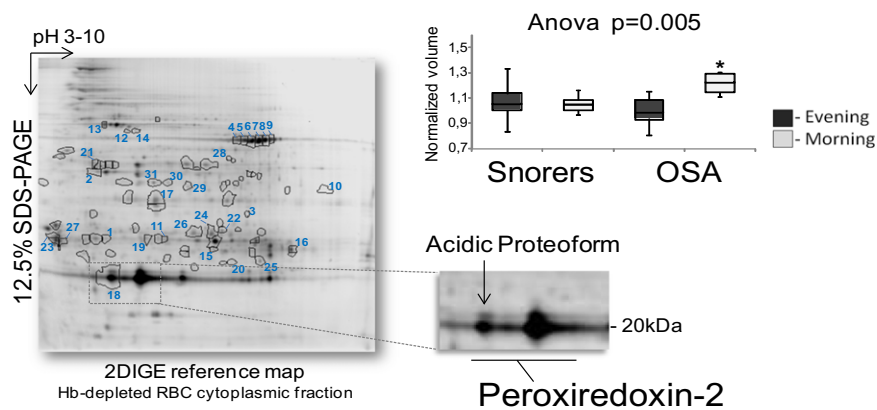 pH 3-10
12.5% SDS-PAGE
13
12
14
4 5 6 7 8 9
21
28
2
31
30
29
10
17
3
24
22
26
27
1
11
23
19
15
16
20
25
18
2DIGE reference map
Hb-depleted RBC cytoplasmic fraction
Anova p=0.005
Normalized volume
1,5
1,3
1,1
0,9
0,7
*
Snorers
OSA
- Evening
- Morning
Acidic Proteoform
- 20kDa
Peroxiredoxin-2